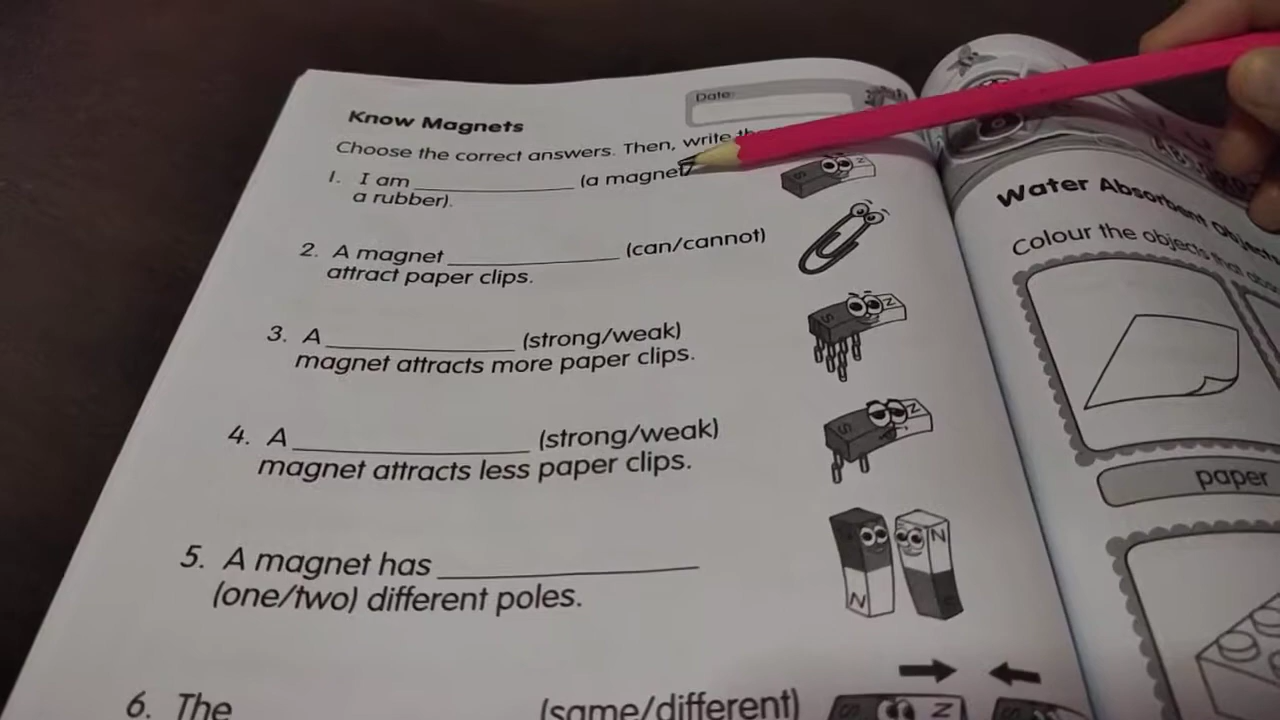 Know Magnets
Date:
Choose the correct answers. Then, write
1. I am ____________ (a magnet/
a rubber).
2. A magnet ____________ (can/cannot)
attract paper clips.
3. A ____________ (strong/weak)
magnet attracts more paper clips.
4. A ____________ (strong/weak)
magnet attracts less paper clips.
5. A magnet has ____________
(one/two) different poles.
6. The ____________ (same/different)
S
N
S
N
S
N
N
N
S
S
N
Water Absorbent Objects
Colour the objects that
paper